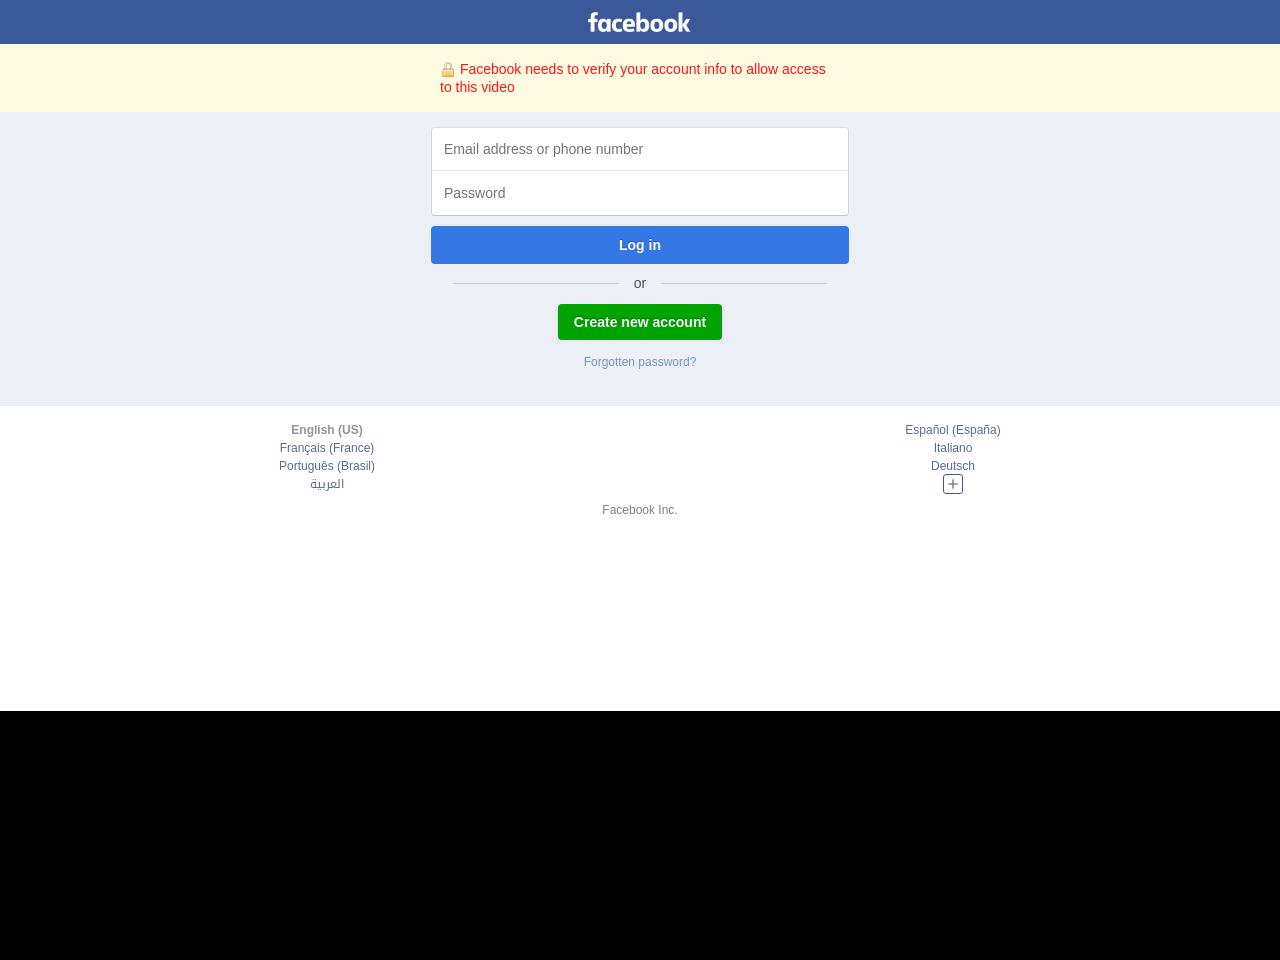 facebook
Facebook needs to verify your account info to allow access
to this video
Email address or phone number
Password
Log in
or
Create new account
Forgotten password?
English (US)
Français (France)
Português (Brasil)
العربية
Español (España)
Italiano
Deutsch
Facebook Inc.